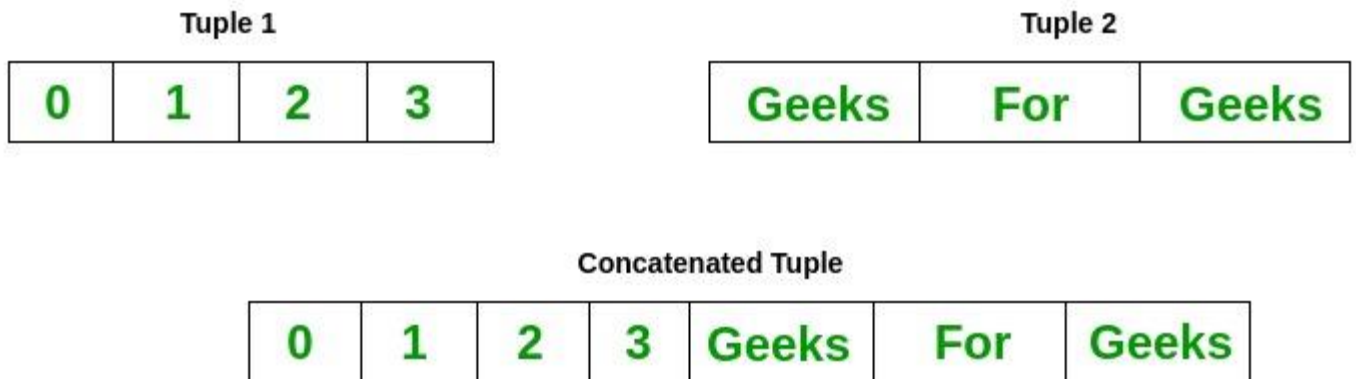 Tuple 1 Tuple 2
0 1 2 3 Geeks For Geeks
Concatenated Tuple
0 1 2 3 Geeks For Geeks